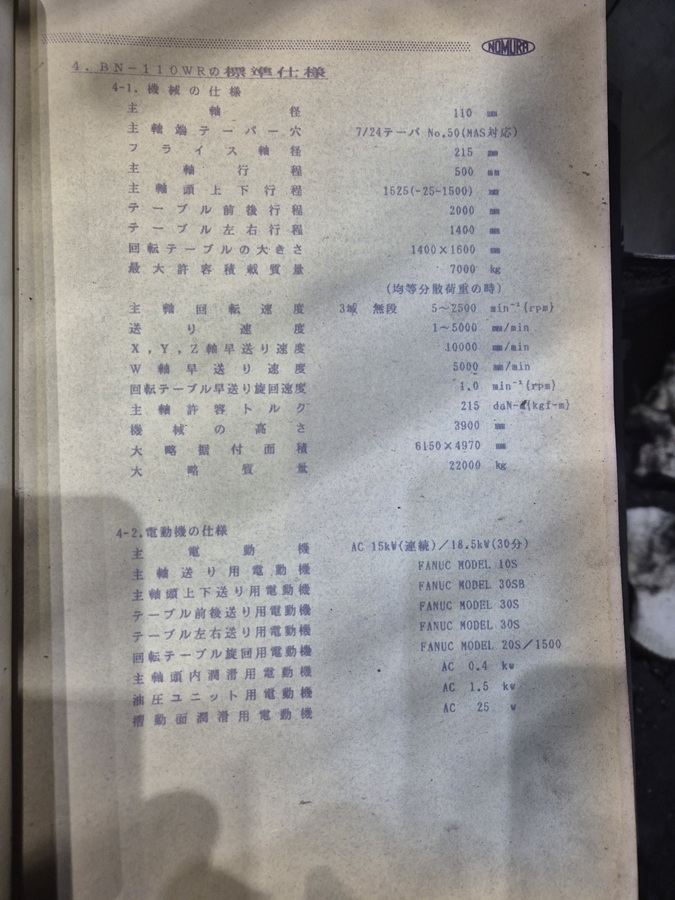 NOMURA
4. BN-110WRの標準仕様
4-1. 機械の仕様
主軸径 110 mm
主軸端テーパー穴 7/24テーパ No.50(MAS対応)
フライス軸径 215 mm
主軸行程 500 mm
主軸頭上下行程 1525(-25~1500) mm
テーブル前後行程 2000 mm
テーブル左右行程 1400 mm
回転テーブルの大きさ 1400×1600 mm
最大許容積載質量 7000 kg
(均等分散荷重の時)
主軸回転速度 3域 無段 5~2500 min⁻¹{rpm}
送り速度 1~5000 mm/min
X,Y,Z軸早送り速度 10000 mm/min
W軸早送り速度 5000 mm/min
回転テーブル早送り旋回速度 1.0 min⁻¹{rpm}
主軸許容トルク 215 daN-m{kgf-m}
機械の高さ 3900 mm
大略据付面積 6150×4970 mm
大略質量 22000 kg
4-2. 電動機の仕様
主電動機 AC 15kW(連続)/18.5kW(30分)
主軸送り用電動機 FANUC MODEL 10S
主軸頭上下送り用電動機 FANUC MODEL 30SB
テーブル前後送り用電動機 FANUC MODEL 30S
テーブル左右送り用電動機 FANUC MODEL 30S
回転テーブル旋回用電動機 FANUC MODEL 20S/1500
主軸頭内潤滑用電動機 AC 0.4 kw
油圧ユニット用電動機 AC 1.5 kw
摺動面潤滑用電動機 AC 25 w